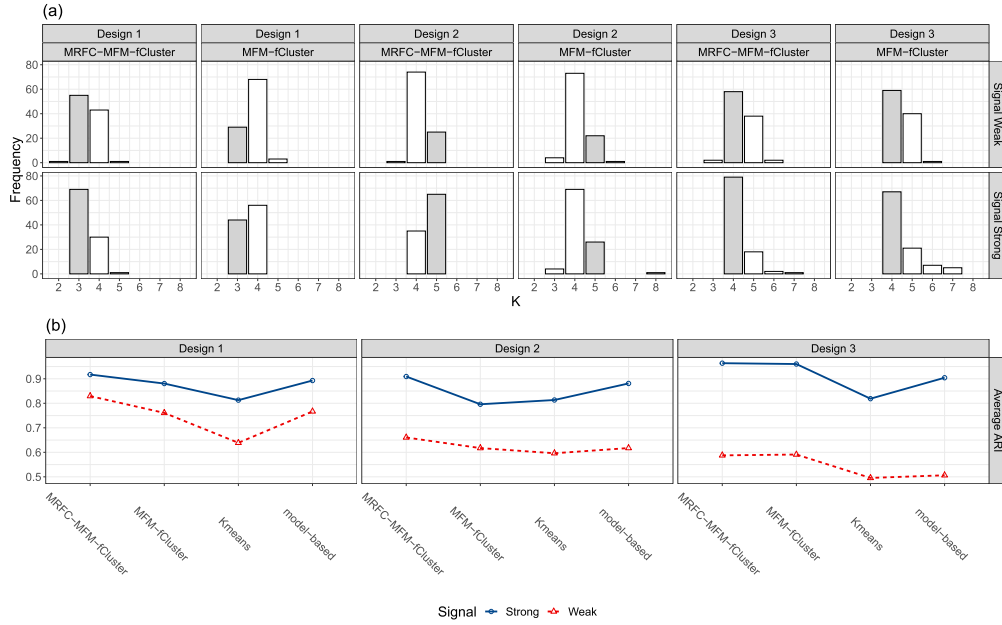 (a)
Design 1 Design 1 Design 2 Design 2 Design 3 Design 3
MRFC−MFM−fCluster MFM−fCluster MRFC−MFM−fCluster MFM−fCluster MRFC−MFM−fCluster MFM−fCluster
80
60
40
20
0
Signal Weak
Frequency
80
60
40
20
0
Signal Strong
2 3 4 5 6 7 8 2 3 4 5 6 7 8 2 3 4 5 6 7 8 2 3 4 5 6 7 8 2 3 4 5 6 7 8 2 3 4 5 6 7 8
K
(b)
Design 1 Design 2 Design 3
0.9
0.8
0.7
0.6
0.5
Average ARI
MRFC−MFM−fCluster MFM−fCluster Kmeans model−based MRFC−MFM−fCluster MFM−fCluster Kmeans model−based MRFC−MFM−fCluster MFM−fCluster Kmeans model−based
Signal Strong Weak